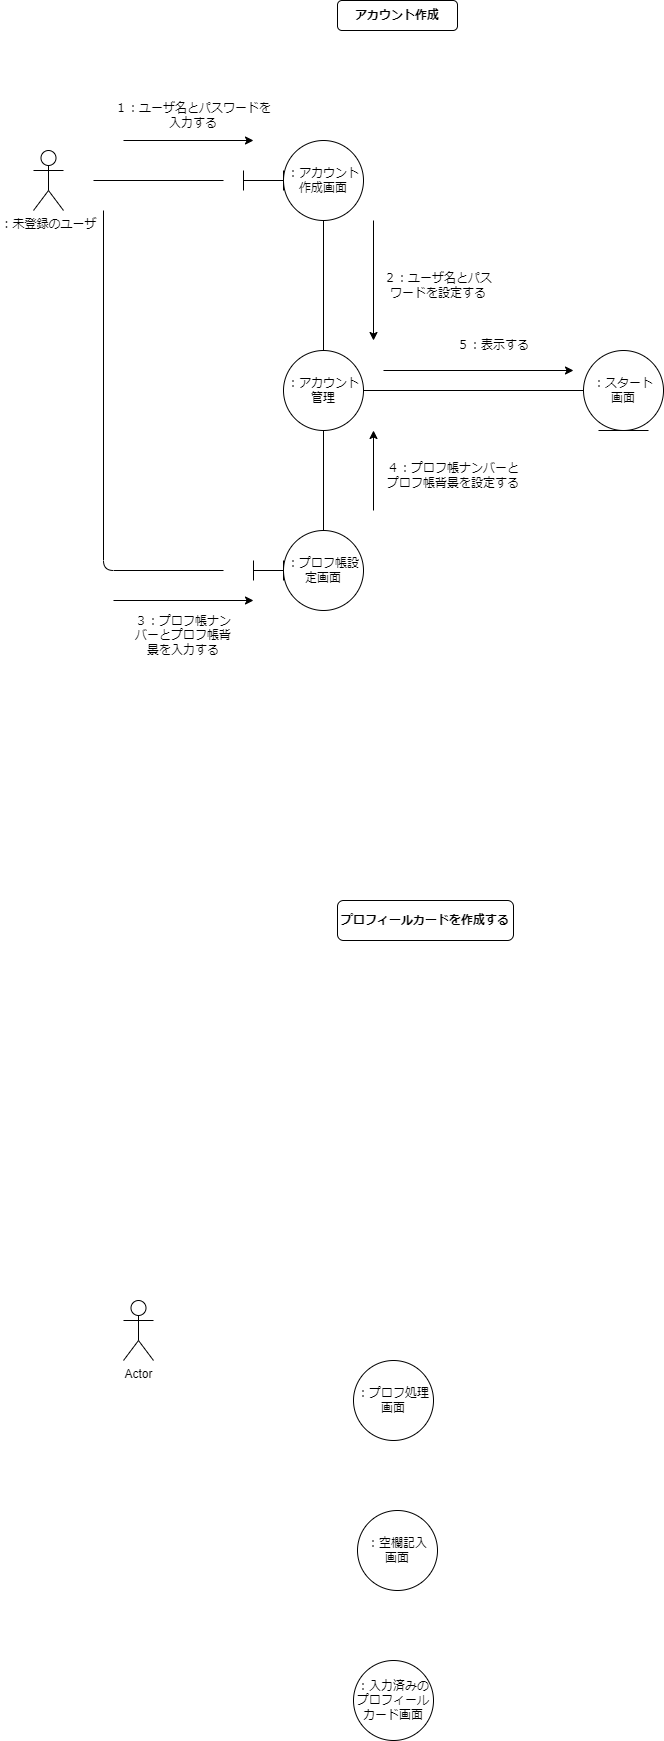 アカウント作成
1：ユーザ名とパスワードを
入力する
：アカウント
作成画面
：未登録のユーザ
2：ユーザ名とパス
ワードを設定する
5：表示する
：アカウント
管理
：スタート
画面
4：プロフ帳ナンバーと
プロフ帳背景を設定する
：プロフ帳設
定画面
3：プロフ帳ナン
バーとプロフ帳背
景を入力する
プロフィールカードを作成する
Actor
：プロフ処理
画面
：空欄記入
画面
：入力済みの
プロフィール
カード画面